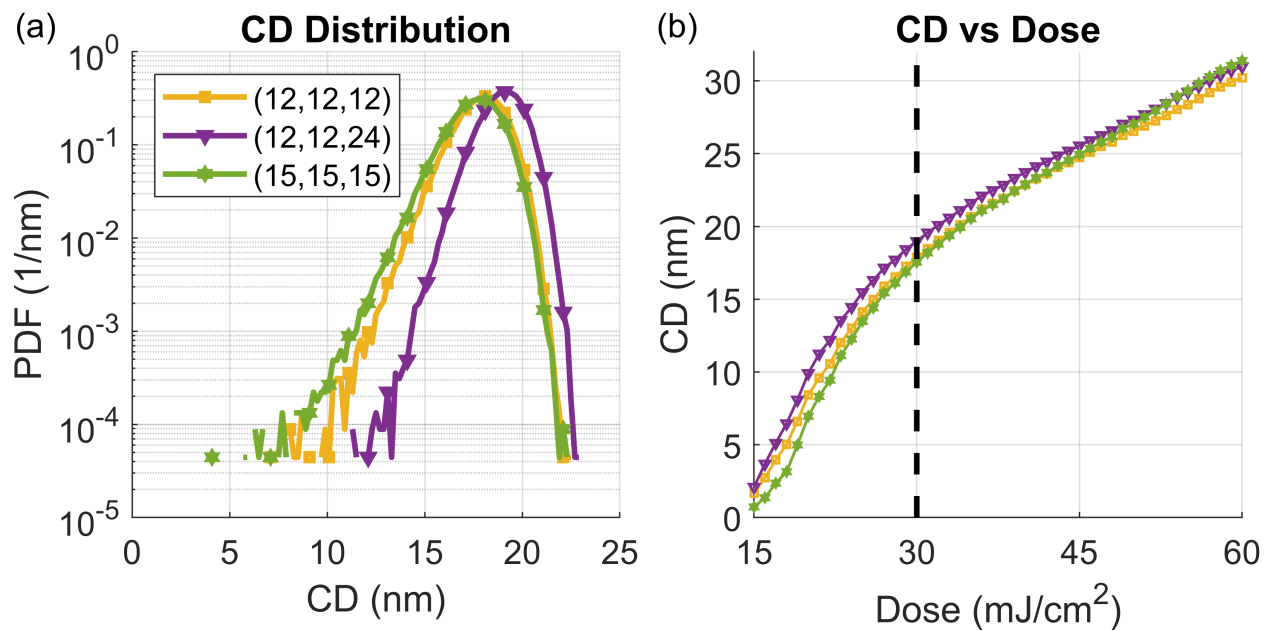 (a)
CD Distribution
10^0
10^-1
10^-2
10^-3
10^-4
10^-5
PDF (1/nm)
(12,12,12)
(12,12,24)
(15,15,15)
0 5 10 15 20 25
CD (nm)
(b)
CD vs Dose
30
25
20
15
10
5
0
CD (nm)
15 30 45 60
Dose (mJ/cm^2)